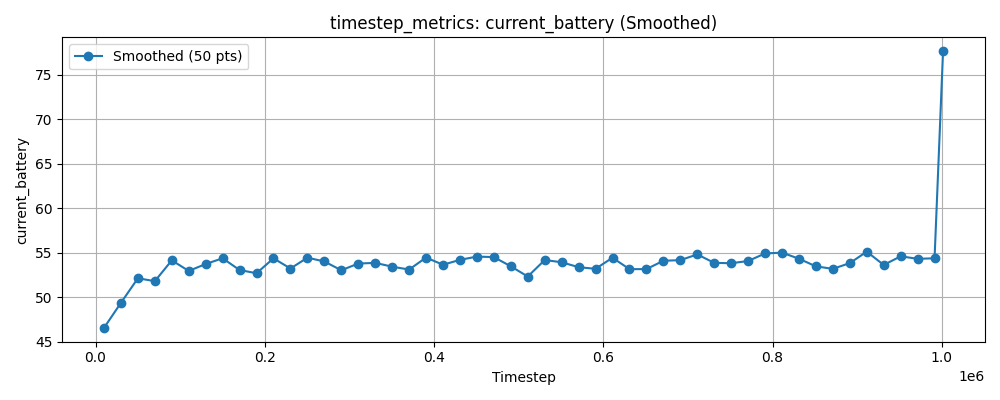 timestep_metrics: current_battery (Smoothed)
Smoothed (50 pts)
current_battery
75
70
65
60
55
50
45
0.0 0.2 0.4 0.6 0.8 1.0
1e6
Timestep